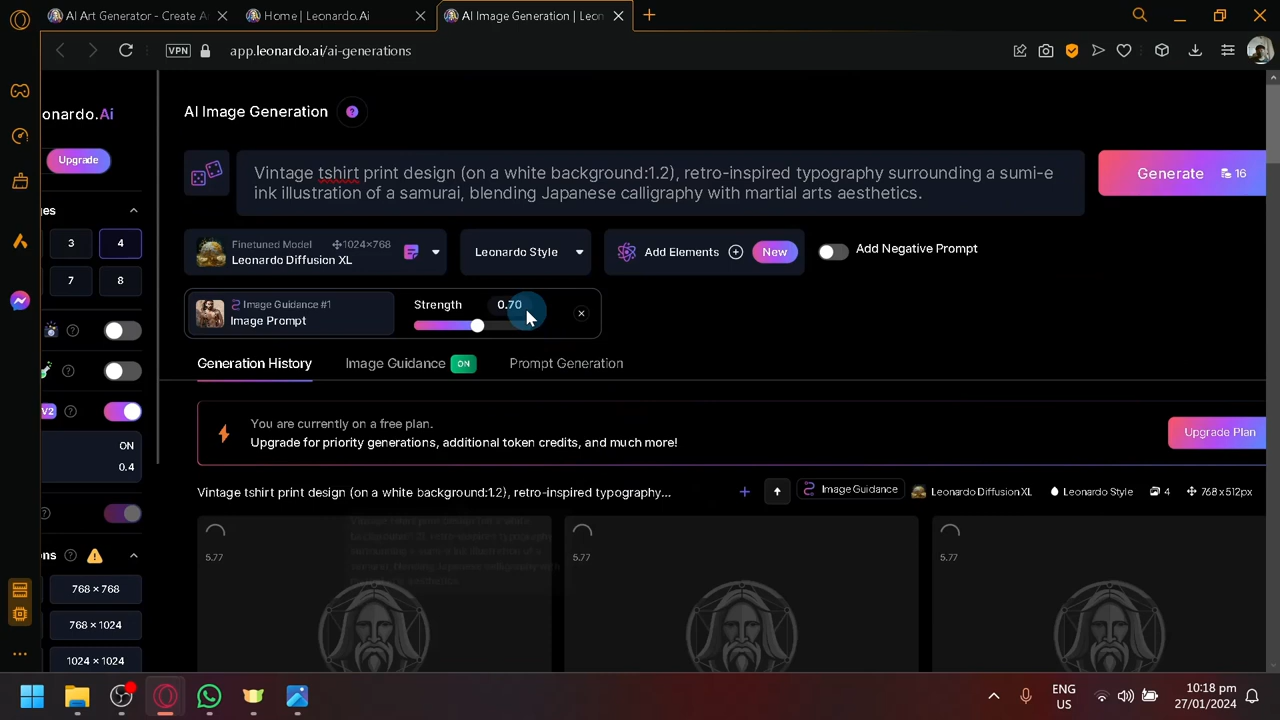 AI Art Generator - Create A
Home | Leonardo.Ai
AI Image Generation | Leon
VPN
app.leonardo.ai/ai-generations
onardo.Ai
Upgrade
AI Image Generation
?
Vintage tshirt print design (on a white background:1.2), retro-inspired typography surrounding a sumi-e
ink illustration of a samurai, blending Japanese calligraphy with martial arts aesthetics.
Generate
16
ges
3
4
7
8
Finetuned Model
1024×768
Leonardo Diffusion XL
Leonardo Style
Add Elements
New
Add Negative Prompt
Image Guidance #1
Image Prompt
Strength
0.70
Generation History
Image Guidance
ON
Prompt Generation
V2
ON
0.4
You are currently on a free plan.
Upgrade for priority generations, additional token credits, and much more!
Upgrade Plan
Vintage tshirt print design (on a white background:1.2), retro-inspired typography...
Image Guidance
Leonardo Diffusion XL
Leonardo Style
4
768 x 512px
5.77
5.77
5.77
ons
768 × 768
768 × 1024
1024 × 1024
ENG
US
10:18 pm
27/01/2024